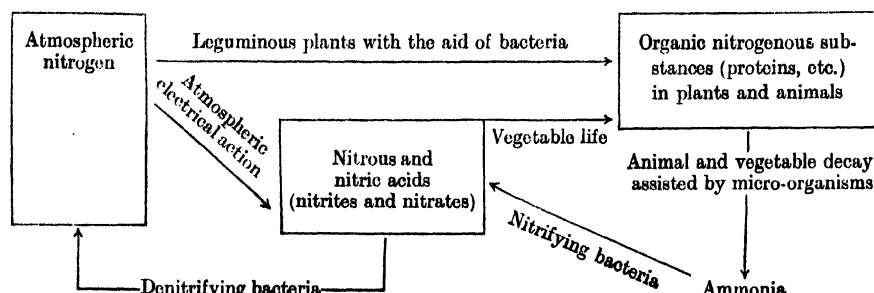 Atmospheric
nitrogen
Leguminous plants with the aid of bacteria
Organic nitrogenous sub-
stances (proteins, etc.)
in plants and animals
Atmospheric
electrical action
Vegetable life
Nitrous and
nitric acids
(nitrites and nitrates)
Animal and vegetable decay
assisted by micro-organisms
Nitrifying bacteria
Denitrifying bacteria
Ammonia